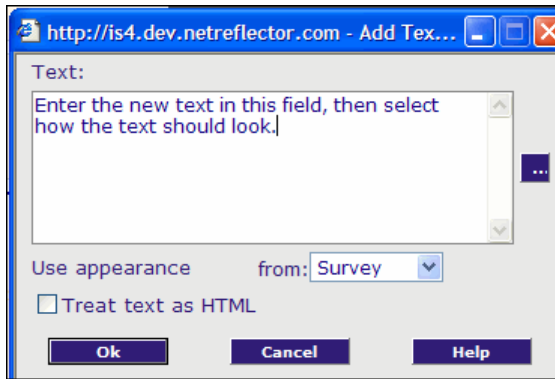 http://is4.dev.netreflector.com - Add Tex...
Text:
Enter the new text in this field, then select
how the text should look.
...
Use appearance from: Survey
Treat text as HTML
Ok Cancel Help